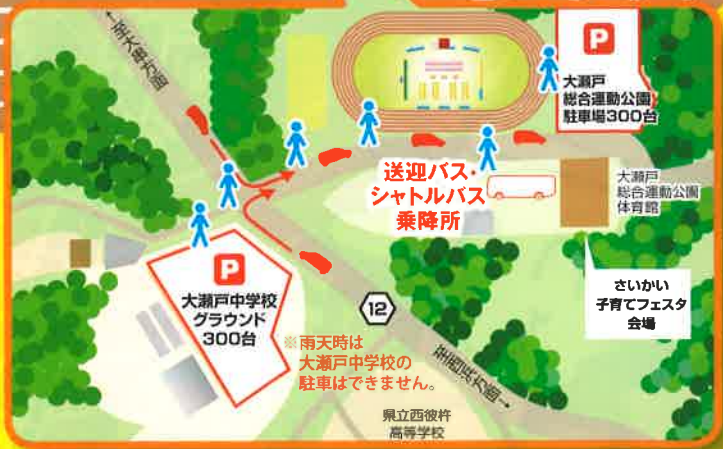 至大串方面
P
大瀬戸
総合運動公園
駐車場300台
送迎バス・
シャトルバス
乗降所
大瀬戸
総合運動公園
体育館
さいかい
子育てフェスタ
会場
P
大瀬戸中学校
グラウンド
300台
12
※雨天時は
大瀬戸中学校の
駐車はできません。
至西浜方面
県立西彼杵
高等学校